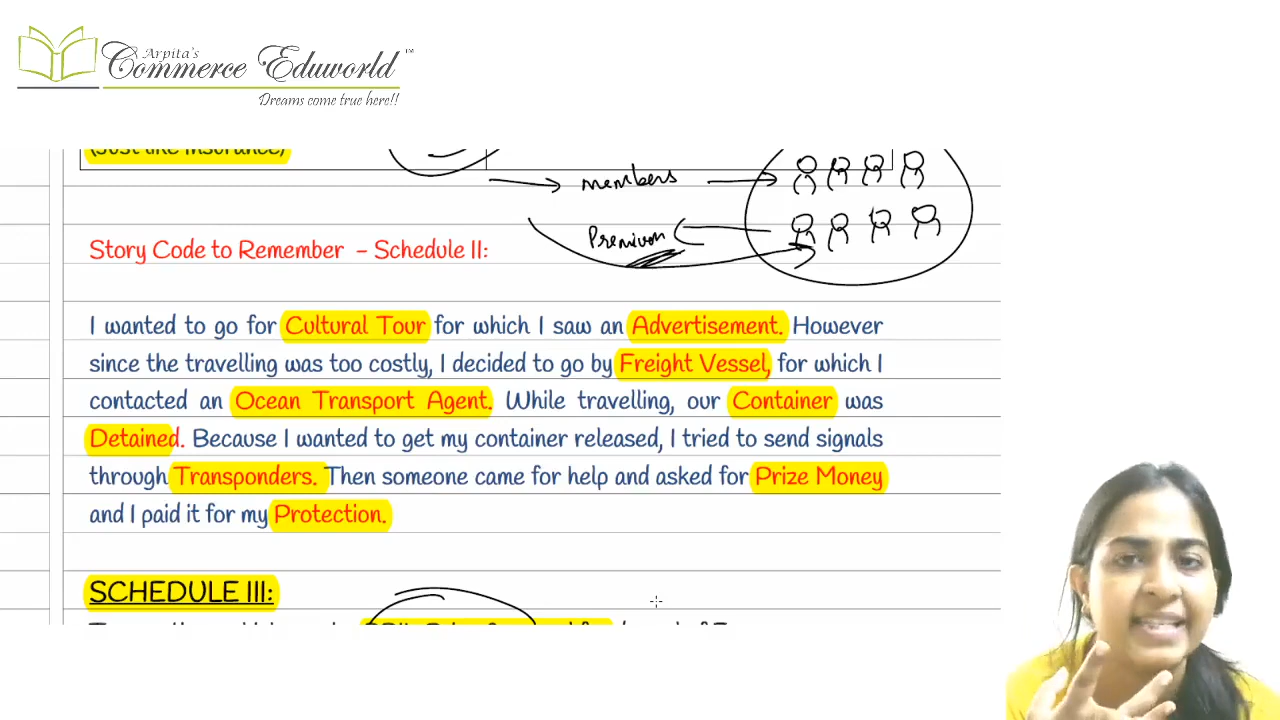 Arpita's
Commerce Eduworld™
Dreams come true here!!
(Just like insurance)
members
Premium
Story Code to Remember - Schedule II:
I wanted to go for Cultural Tour for which I saw an Advertisement. However
since the travelling was too costly, I decided to go by Freight Vessel, for which I
contacted an Ocean Transport Agent. While travelling, our Container was
Detained. Because I wanted to get my container released, I tried to send signals
through Transponders. Then someone came for help and asked for Prize Money
and I paid it for my Protection.
SCHEDULE III: